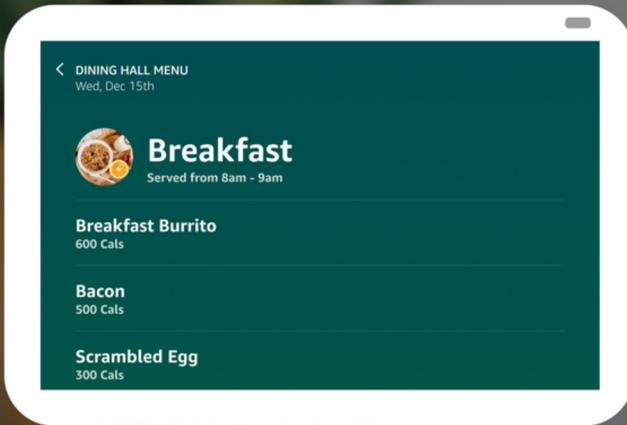 DINING HALL MENU
Wed, Dec 15th
Breakfast
Served from 8am - 9am
Breakfast Burrito
600 Cals
Bacon
500 Cals
Scrambled Egg
300 Cals